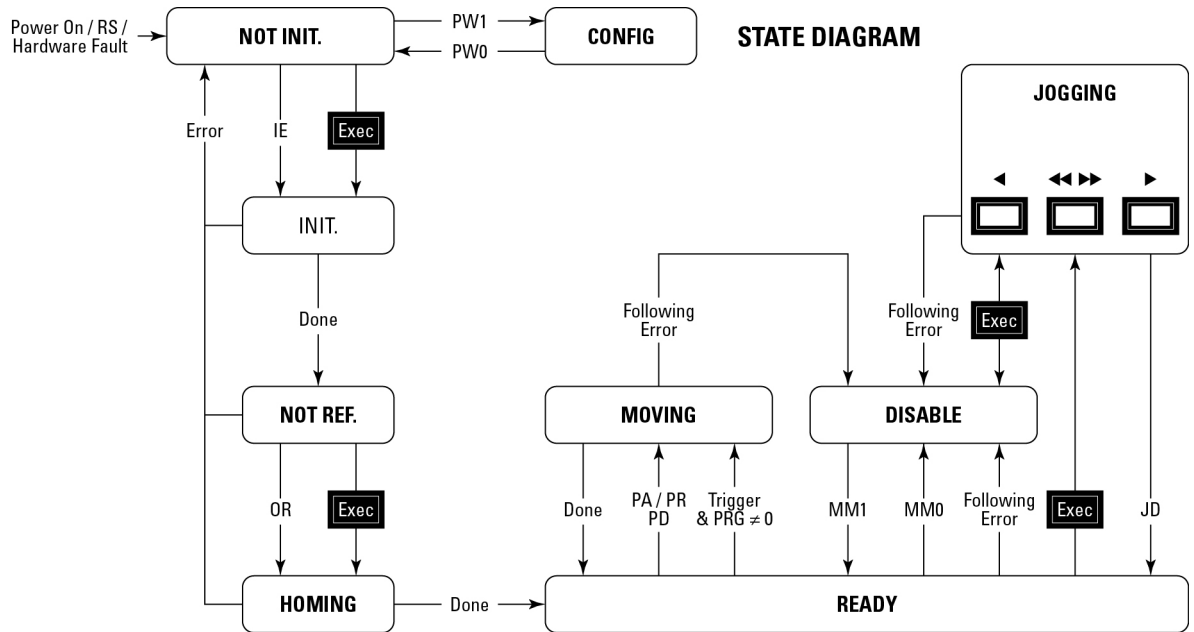 Power On / RS /
Hardware Fault
NOT INIT.
PW1
PW0
CONFIG
STATE DIAGRAM
JOGGING
Error
IE
Exec
INIT.
Done
Following
Error
Following
Error
Exec
NOT REF.
MOVING
DISABLE
OR
Exec
Done
PA / PR
PD
Trigger
& PRG ≠ 0
MM1
MM0
Following
Error
Exec
JD
HOMING
Done
READY